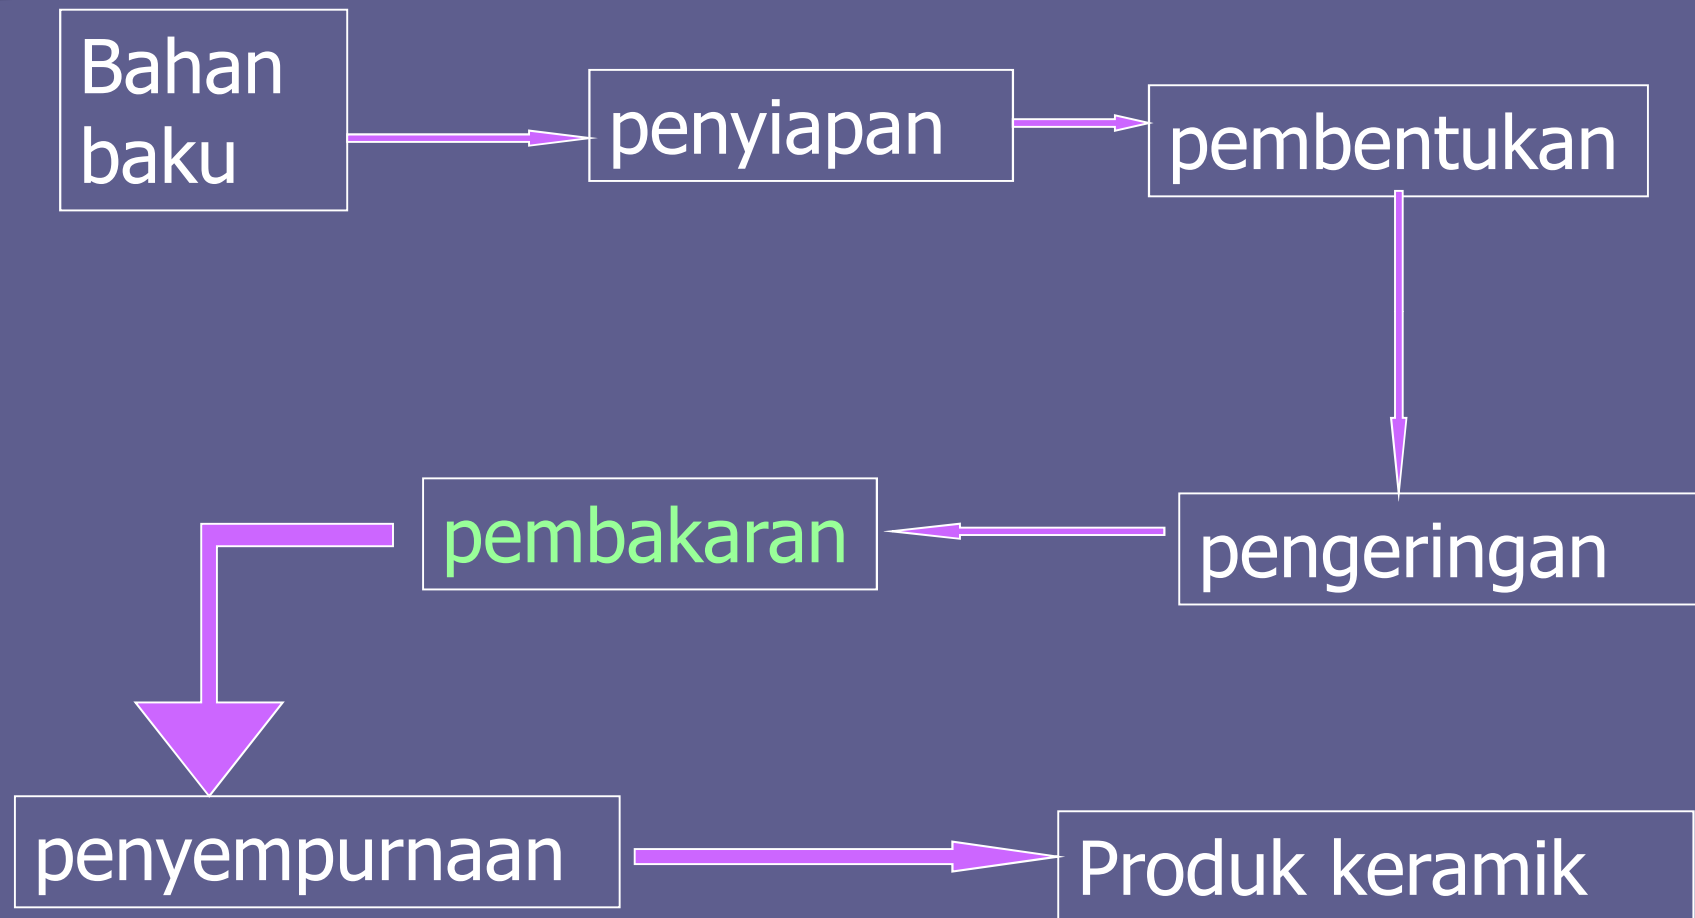 Bahan
baku
penyiapan
pembentukan
pengeringan
pembakaran
penyempurnaan
Produk keramik